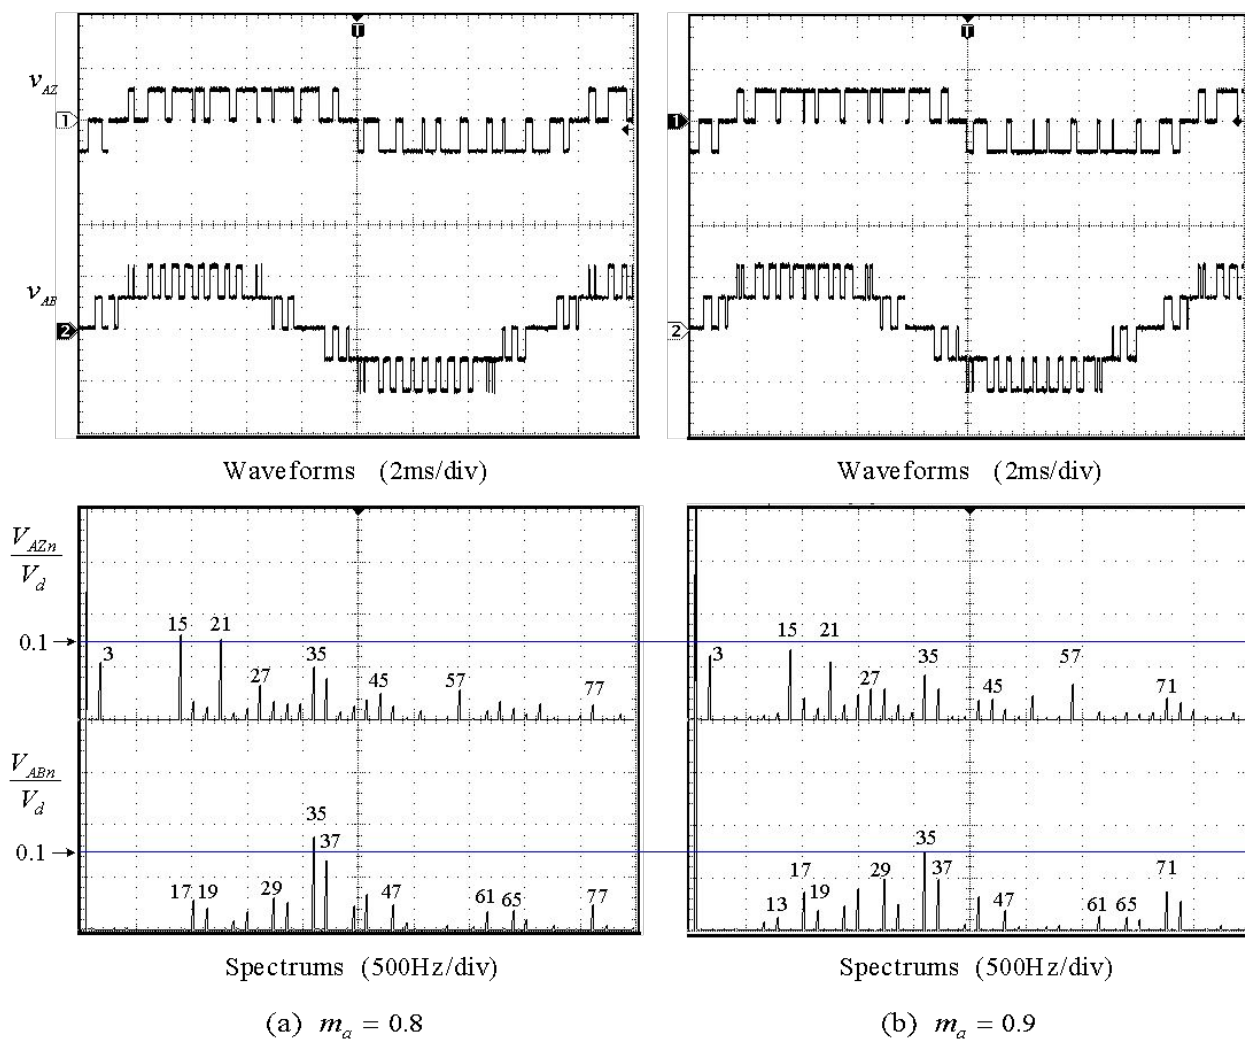 T
T
v_AZ
1
1
v_AB
2
2
Waveforms (2ms/div)
Waveforms (2ms/div)
V_AZn
V_d
0.1
3
15
21
27
35
45
57
77
3
15
21
27
35
45
57
71
V_ABn
V_d
0.1
17
19
29
35
37
47
61
65
77
13
17
19
29
35
37
47
61
65
71
Spectrums (500Hz/div)
Spectrums (500Hz/div)
(a) m_a = 0.8
(b) m_a = 0.9